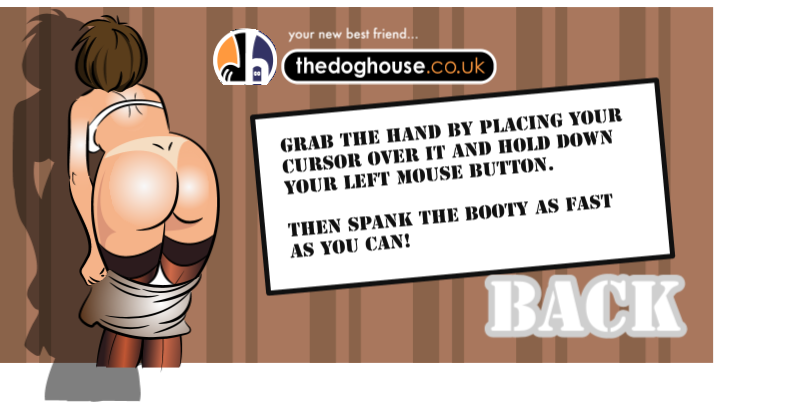 your new best friend...
thedoghouse.co.uk
GRAB THE HAND BY PLACING YOUR
CURSOR OVER IT AND HOLD DOWN
YOUR LEFT MOUSE BUTTON.
THEN SPANK THE BOOTY AS FAST
AS YOU CAN!
BACK